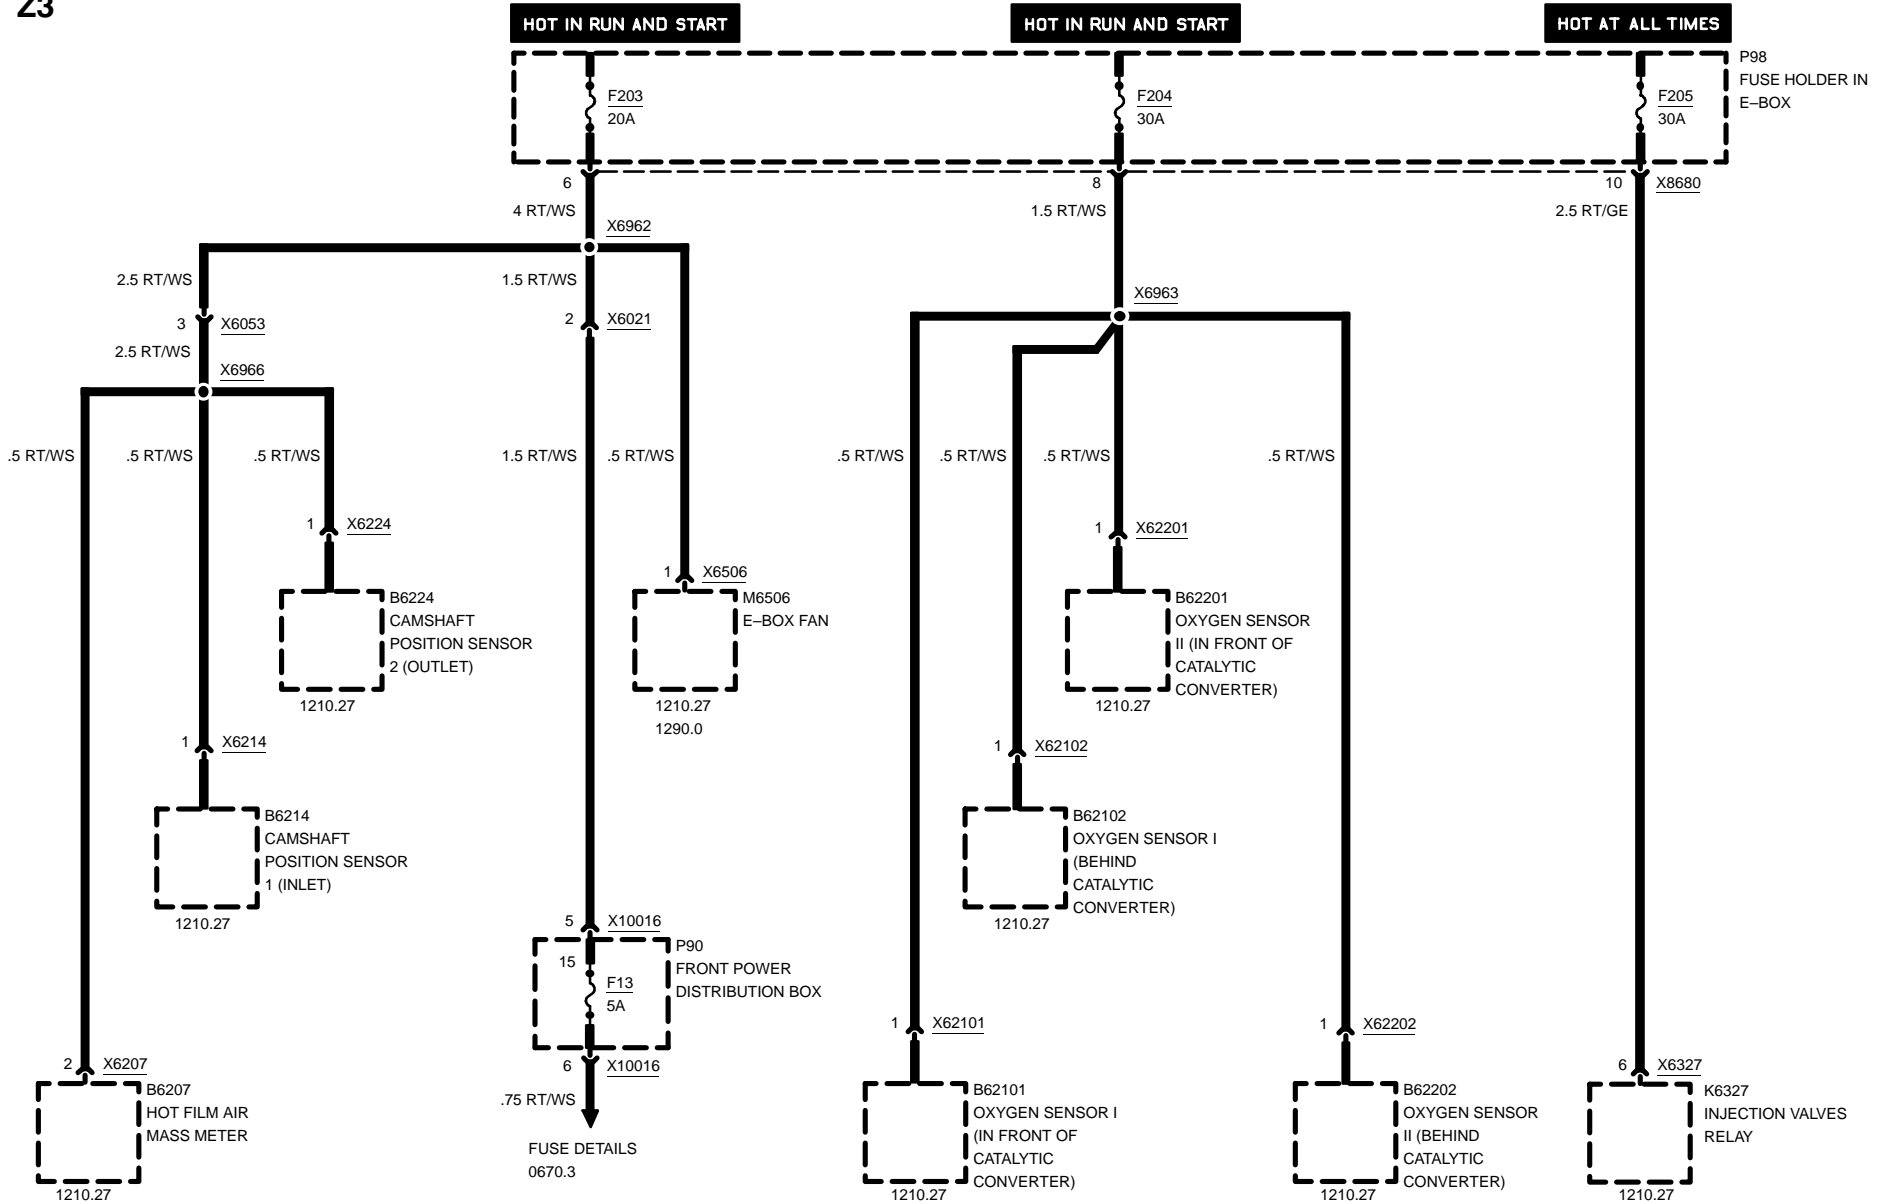 Z3
HOT IN RUN AND START
HOT IN RUN AND START
HOT AT ALL TIMES
P98
FUSE HOLDER IN
E–BOX
F203
20A
F204
30A
F205
30A
6
8
10
X8680
4 RT/WS
1.5 RT/WS
2.5 RT/GE
X6962
2.5 RT/WS
1.5 RT/WS
X6963
3
X6053
2
X6021
2.5 RT/WS
X6966
.5 RT/WS
.5 RT/WS
.5 RT/WS
1.5 RT/WS
.5 RT/WS
.5 RT/WS
.5 RT/WS
.5 RT/WS
.5 RT/WS
1
X6224
1
X62201
1
X6506
B6224
CAMSHAFT
POSITION SENSOR
2 (OUTLET)
1210.27
M6506
E–BOX FAN
1210.27
1290.0
B62201
OXYGEN SENSOR
II (IN FRONT OF
CATALYTIC
CONVERTER)
1210.27
1
X6214
1
X62102
B6214
CAMSHAFT
POSITION SENSOR
1 (INLET)
1210.27
B62102
OXYGEN SENSOR I
(BEHIND
CATALYTIC
CONVERTER)
1210.27
5
X10016
15
F13
5A
P90
FRONT POWER
DISTRIBUTION BOX
6
X10016
.75 RT/WS
FUSE DETAILS
0670.3
1
X62101
1
X62202
2
X6207
6
X6327
B6207
HOT FILM AIR
MASS METER
1210.27
B62101
OXYGEN SENSOR I
(IN FRONT OF
CATALYTIC
CONVERTER)
1210.27
B62202
OXYGEN SENSOR
II (BEHIND
CATALYTIC
CONVERTER)
1210.27
K6327
INJECTION VALVES
RELAY
1210.27